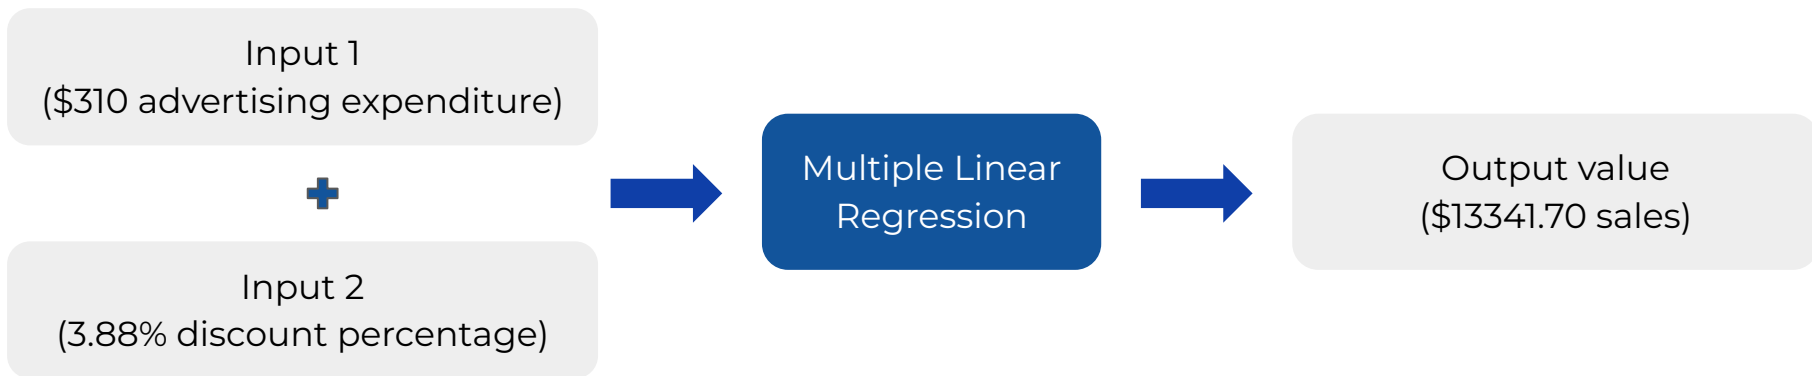 Input 1
($310 advertising expenditure)
Input 2
(3.88% discount percentage)
Multiple Linear
Regression
Output value
($13341.70 sales)